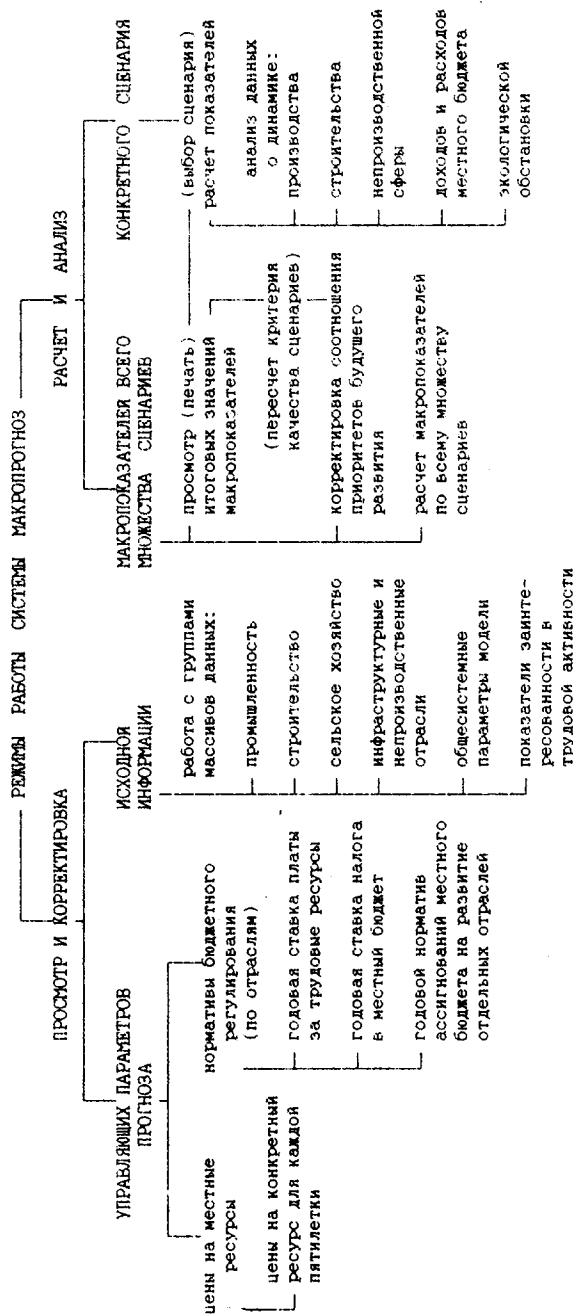 РЕЖИМЫ РАБОТЫ СИСТЕМЫ МАКРОПРОГНОЗ
ПРОСМОТР И КОРРЕКТИРОВКА
УПРАВЛЯЮЩИХ ПАРАМЕТРОВ
ПРОГНОЗА
цены на местные
ресурсы
цены на конкретный
ресурс для каждой
пятилетки
нормативы бюджетного
регулирования
(по отраслям)
годовая ставка платы
за трудовые ресурсы
годовая ставка налога
в местный бюджет
годовой норматив
ассигнований местного
бюджета на развитие
отдельных отраслей
ИСХОДНОЙ
ИНФОРМАЦИИ
работа с группами
массивов данных:
промышленность
строительство
сельское хозяйство
инфраструктурные и
непроизводственные
отрасли
общесистемные
параметры модели
показатели заинте-
ресованности в
трудовой активности
РАСЧЕТ И АНАЛИЗ
МАКРОПОКАЗАТЕЛЕЙ ВСЕГО
МНОЖЕСТВА СЦЕНАРИЕВ
просмотр (печать)
итоговых значений
макропоказателей
(пересчет критерия
качества сценариев)
корректировка соотношения
приоритетов будущего
развития
расчет макропоказателей
по всему множеству
сценариев
КОНКРЕТНОГО СЦЕНАРИЯ
(выбор сценария)
расчет показателей
анализ данных
о динамике:
производства
строительства
непроизводственной
сферы
доходов и расходов
местного бюджета
экологической
обстановки